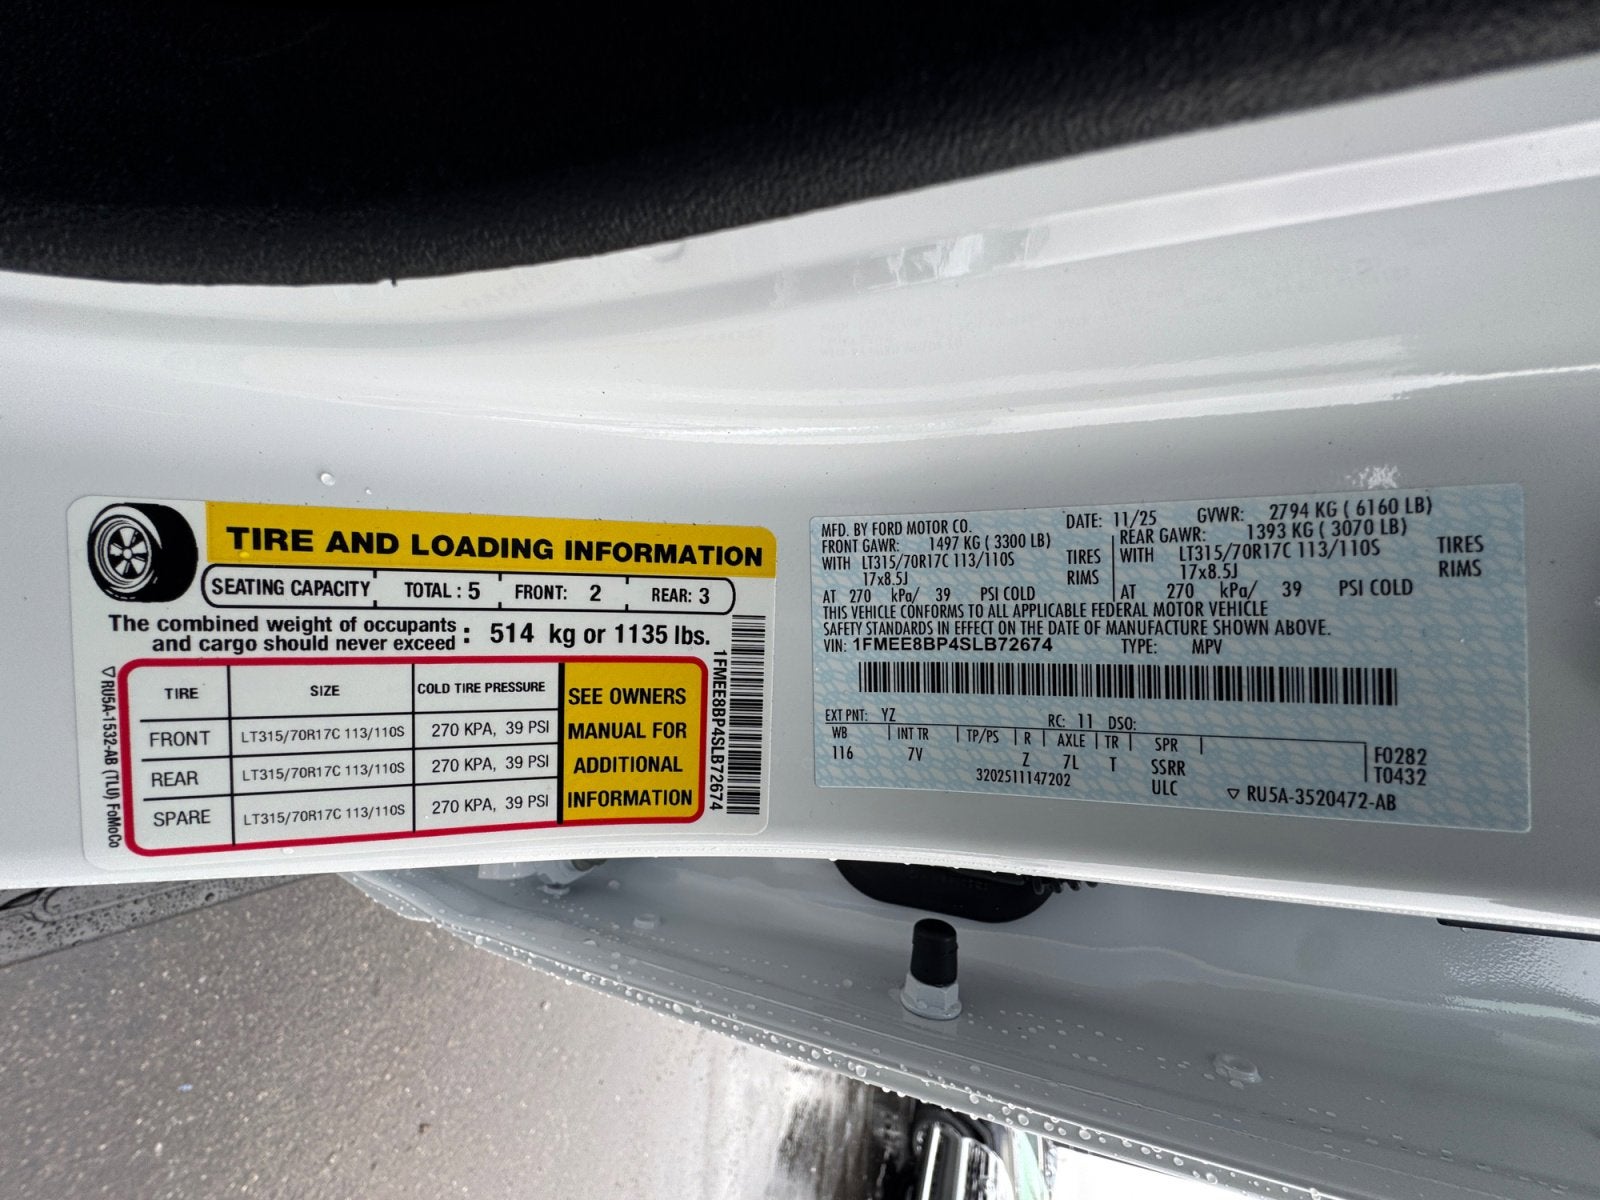 TIRE AND LOADING INFORMATION
SEATING CAPACITY TOTAL : 5 FRONT: 2 REAR: 3
The combined weight of occupants
and cargo should never exceed : 514 kg or 1135 lbs.
TIRE SIZE COLD TIRE PRESSURE
FRONT LT315/70R17C 113/110S 270 KPA, 39 PSI
REAR LT315/70R17C 113/110S 270 KPA, 39 PSI
SPARE LT315/70R17C 113/110S 270 KPA, 39 PSI
SEE OWNERS
MANUAL FOR
ADDITIONAL
INFORMATION
1FMEE8BP4SLB72674
▽ RU5A-1532-AB (TLU) FoMoCo
MFD. BY FORD MOTOR CO. DATE: 11/25 GVWR: 2794 KG ( 6160 LB)
FRONT GAWR: 1497 KG ( 3300 LB) REAR GAWR: 1393 KG ( 3070 LB)
WITH LT315/70R17C 113/110S TIRES WITH LT315/70R17C 113/110S TIRES
17x8.5J RIMS 17x8.5J RIMS
AT 270 kPa/ 39 PSI COLD AT 270 kPa/ 39 PSI COLD
THIS VEHICLE CONFORMS TO ALL APPLICABLE FEDERAL MOTOR VEHICLE
SAFETY STANDARDS IN EFFECT ON THE DATE OF MANUFACTURE SHOWN ABOVE.
VIN: 1FMEE8BP4SLB72674 TYPE: MPV
EXT PNT: YZ RC: 11 DSO:
WB INT TR TP/PS R AXLE TR SPR
116 7V Z 7L T SSRR
3202511147202 ULC
F0282
T0432
▽ RU5A-3520472-AB